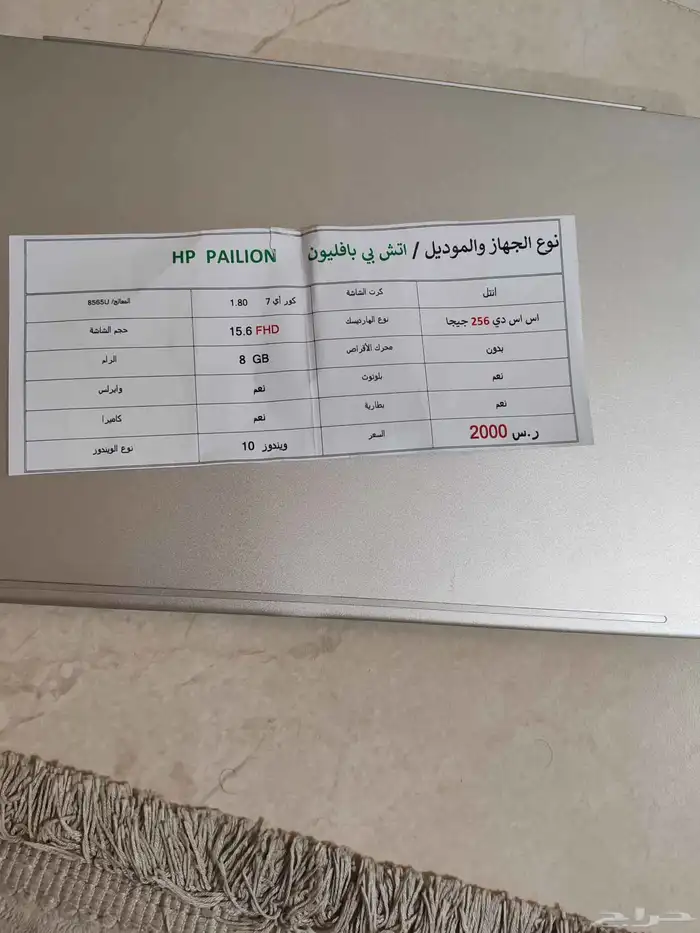 نوع الجهاز والموديل / اتش بي بافليون HP PAILION
انتل كرت الشاشة كور أي 7 1.80 المعالج/ 8565U
اس اس دي 256 جيجا نوع الهارديسك 15.6 FHD حجم الشاشة
بدون محرك الأقراص 8 GB الرام
نعم بلوتوث نعم وايرلس
نعم بطارية نعم كاميرا
ر.س 2000 السعر ويندوز 10 نوع الويندوز
حراج